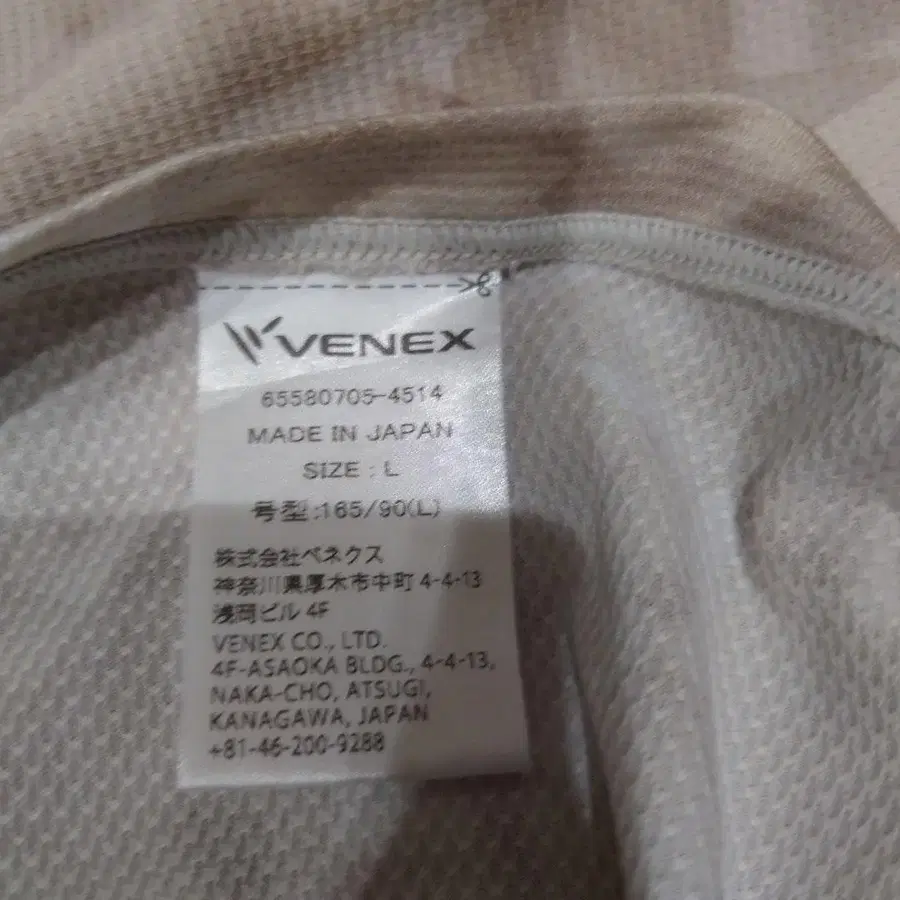 VENEX
65580705-4514
MADE IN JAPAN
SIZE : L
号型:165/90(L)
株式会社ベネクス
神奈川県厚木市中町 4-4-13
浅岡ビル 4F
VENEX CO., LTD.
4F-ASAOKA BLDG., 4-4-13,
NAKA-CHO, ATSUGI,
KANAGAWA, JAPAN
+81-46-200-9288